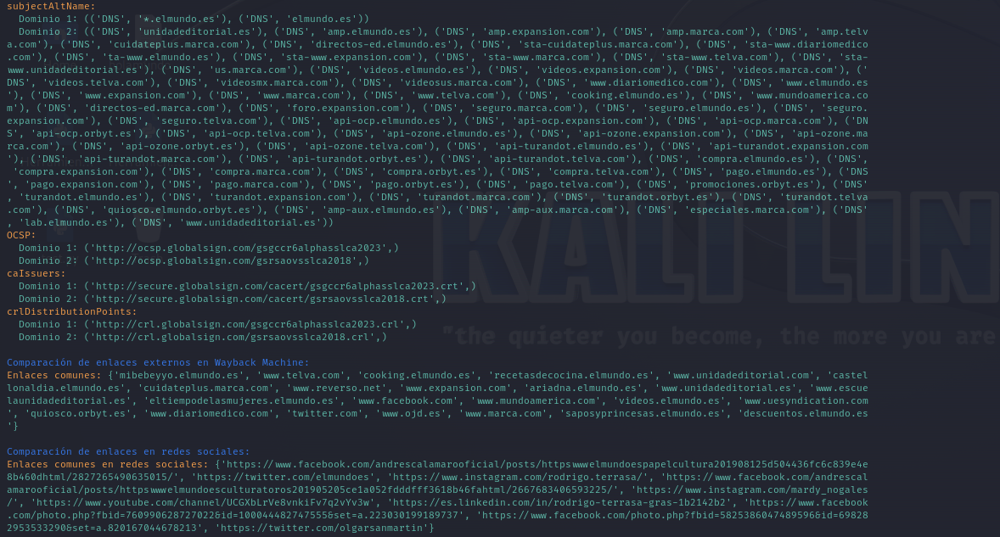 subjectAltName:
Dominio 1: (('DNS', '*.elmundo.es'), ('DNS', 'elmundo.es'))
Dominio 2: (('DNS', 'unidadeditorial.es'), ('DNS', 'amp.elmundo.es'), ('DNS', 'amp.expansion.com'), ('DNS', 'amp.marca.com'), ('DNS', 'amp.telv
a.com'), ('DNS', 'cuidateplus.marca.com'), ('DNS', 'directos-ed.elmundo.es'), ('DNS', 'sta-cuidateplus.marca.com'), ('DNS', 'sta-www.diariomedico
.com'), ('DNS', 'ta-www.elmundo.es'), ('DNS', 'sta-www.expansion.com'), ('DNS', 'sta-www.marca.com'), ('DNS', 'sta-www.telva.com'), ('DNS', 'sta-
www.unidadeditorial.es'), ('DNS', 'us.marca.com'), ('DNS', 'videos.elmundo.es'), ('DNS', 'videos.expansion.com'), ('DNS', 'videos.marca.com'), ('
DNS', 'videos.telva.com'), ('DNS', 'videosmx.marca.com'), ('DNS', 'videosus.marca.com'), ('DNS', 'www.diariomedico.com'), ('DNS', 'www.elmundo.es
'), ('DNS', 'www.expansion.com'), ('DNS', 'www.marca.com'), ('DNS', 'www.telva.com'), ('DNS', 'cooking.elmundo.es'), ('DNS', 'www.mundoamerica.co
m'), ('DNS', 'directos-ed.marca.com'), ('DNS', 'foro.expansion.com'), ('DNS', 'seguro.marca.com'), ('DNS', 'seguro.elmundo.es'), ('DNS', 'seguro.
expansion.com'), ('DNS', 'seguro.telva.com'), ('DNS', 'api-ocp.elmundo.es'), ('DNS', 'api-ocp.expansion.com'), ('DNS', 'api-ocp.marca.com'), ('DN
S', 'api-ocp.orbyt.es'), ('DNS', 'api-ocp.telva.com'), ('DNS', 'api-ozone.elmundo.es'), ('DNS', 'api-ozone.expansion.com'), ('DNS', 'api-ozone.ma
rca.com'), ('DNS', 'api-ozone.orbyt.es'), ('DNS', 'api-ozone.telva.com'), ('DNS', 'api-turandot.elmundo.es'), ('DNS', 'api-turandot.expansion.com
'), ('DNS', 'api-turandot.marca.com'), ('DNS', 'api-turandot.orbyt.es'), ('DNS', 'api-turandot.telva.com'), ('DNS', 'compra.elmundo.es'), ('DNS',
'compra.expansion.com'), ('DNS', 'compra.marca.com'), ('DNS', 'compra.orbyt.es'), ('DNS', 'compra.telva.com'), ('DNS', 'pago.elmundo.es'), ('DNS
', 'pago.expansion.com'), ('DNS', 'pago.marca.com'), ('DNS', 'pago.orbyt.es'), ('DNS', 'pago.telva.com'), ('DNS', 'promociones.orbyt.es'), ('DNS'
, 'turandot.elmundo.es'), ('DNS', 'turandot.expansion.com'), ('DNS', 'turandot.marca.com'), ('DNS', 'turandot.orbyt.es'), ('DNS', 'turandot.telva
.com'), ('DNS', 'quiosco.elmundo.orbyt.es'), ('DNS', 'amp-aux.elmundo.es'), ('DNS', 'amp-aux.marca.com'), ('DNS', 'especiales.marca.com'), ('DNS'
, 'lab.elmundo.es'), ('DNS', 'www.unidadeditorial.es'))
OCSP:
Dominio 1: ('http://ocsp.globalsign.com/gsgccr6alphasslca2023',)
Dominio 2: ('http://ocsp.globalsign.com/gsrsaovsslca2018',)
caIssuers:
Dominio 1: ('http://secure.globalsign.com/cacert/gsgccr6alphasslca2023.crt',)
Dominio 2: ('http://secure.globalsign.com/cacert/gsrsaovsslca2018.crt',)
crlDistributionPoints:
Dominio 1: ('http://crl.globalsign.com/gsgccr6alphasslca2023.crl',)
Dominio 2: ('http://crl.globalsign.com/gsrsaovsslca2018.crl',)
KALI LIN
"the quieter you become, the more you are
Comparación de enlaces externos en Wayback Machine:
Enlaces comunes: {'mibebeyyo.elmundo.es', 'www.telva.com', 'cooking.elmundo.es', 'recetasdecocina.elmundo.es', 'www.unidadeditorial.com', 'castel
lonaldia.elmundo.es', 'cuidateplus.marca.com', 'www.reverso.net', 'www.expansion.com', 'ariadna.elmundo.es', 'www.unidadeditorial.es', 'www.escue
launidadeditorial.es', 'eltiempodelasmujeres.elmundo.es', 'www.facebook.com', 'www.mundoamerica.com', 'videos.elmundo.es', 'www.uesyndication.com
', 'quiosco.orbyt.es', 'www.diariomedico.com', 'twitter.com', 'www.ojd.es', 'www.marca.com', 'saposyprincesas.elmundo.es', 'descuentos.elmundo.es
'}
Comparación de enlaces en redes sociales:
Enlaces comunes en redes sociales: {'https://www.facebook.com/andrescalamarooficial/posts/httpswwwelmundoespapelcultura201908125d504436fc6c839e4e
8b460dhtml/2827265490635015/', 'https://twitter.com/elmundoes', 'https://www.instagram.com/rodrigo.terrasa/', 'https://www.facebook.com/andrescal
amarooficial/posts/httpswwwelmundoesculturatoros201905205ce1a052fdddfff3618b46fahtml/2667683406593225/', 'https://www.instagram.com/mardy_nogales
/', 'https://www.youtube.com/channel/UCGXbLrVe8vnkiFv7q2vYv3w', 'https://es.linkedin.com/in/rodrigo-terrasa-gras-1b2142b2', 'https://www.facebook
.com/photo.php?fbid=760990628727022&id=100044482747555&set=a.223030199189737', 'https://www.facebook.com/photo.php?fbid=5825386047489596&id=69828
2953533290&set=a.820167044678213', 'https://twitter.com/olgarsanmartin'}